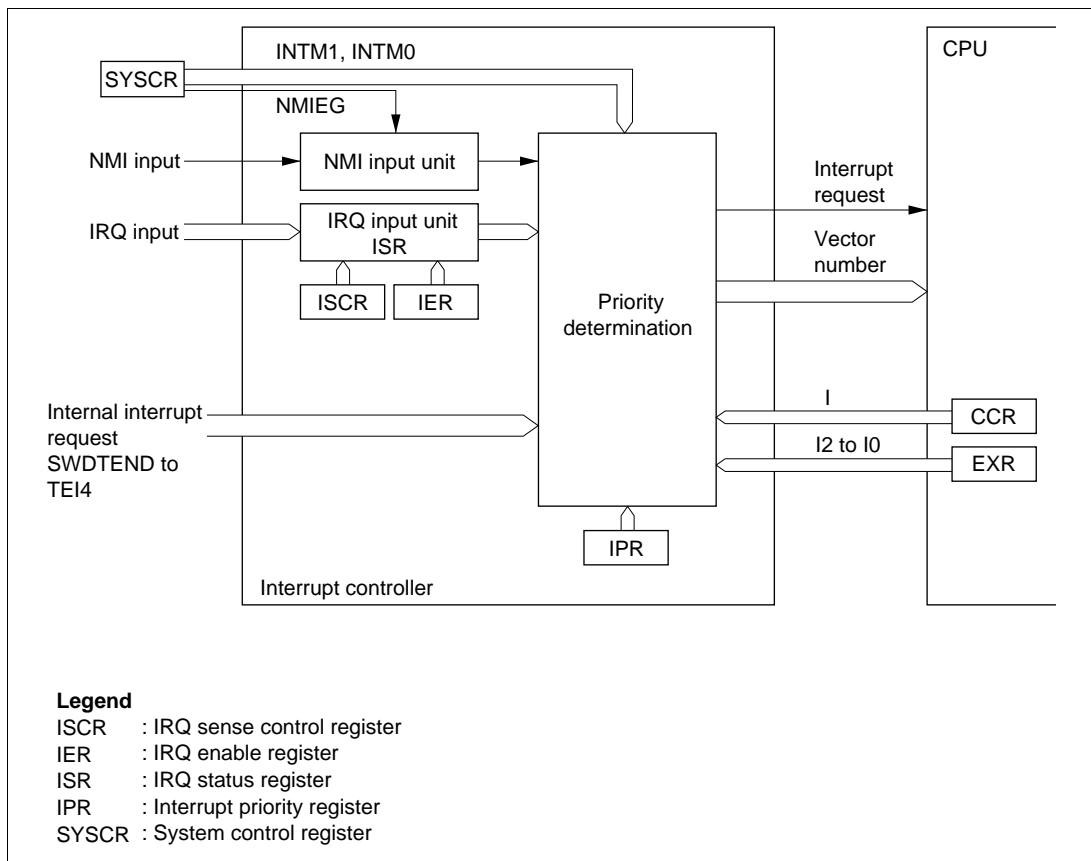 INTM1, INTM0
CPU
SYSCR
NMIEG
NMI input
NMI input unit
Interrupt
request
IRQ input
IRQ input unit
ISR
Vector
number
ISCR
IER
Priority
determination
Internal interrupt
request
SWDTEND to
TEI4
I
CCR
I2 to I0
EXR
IPR
Interrupt controller
Legend
ISCR : IRQ sense control register
IER : IRQ enable register
ISR : IRQ status register
IPR : Interrupt priority register
SYSCR : System control register